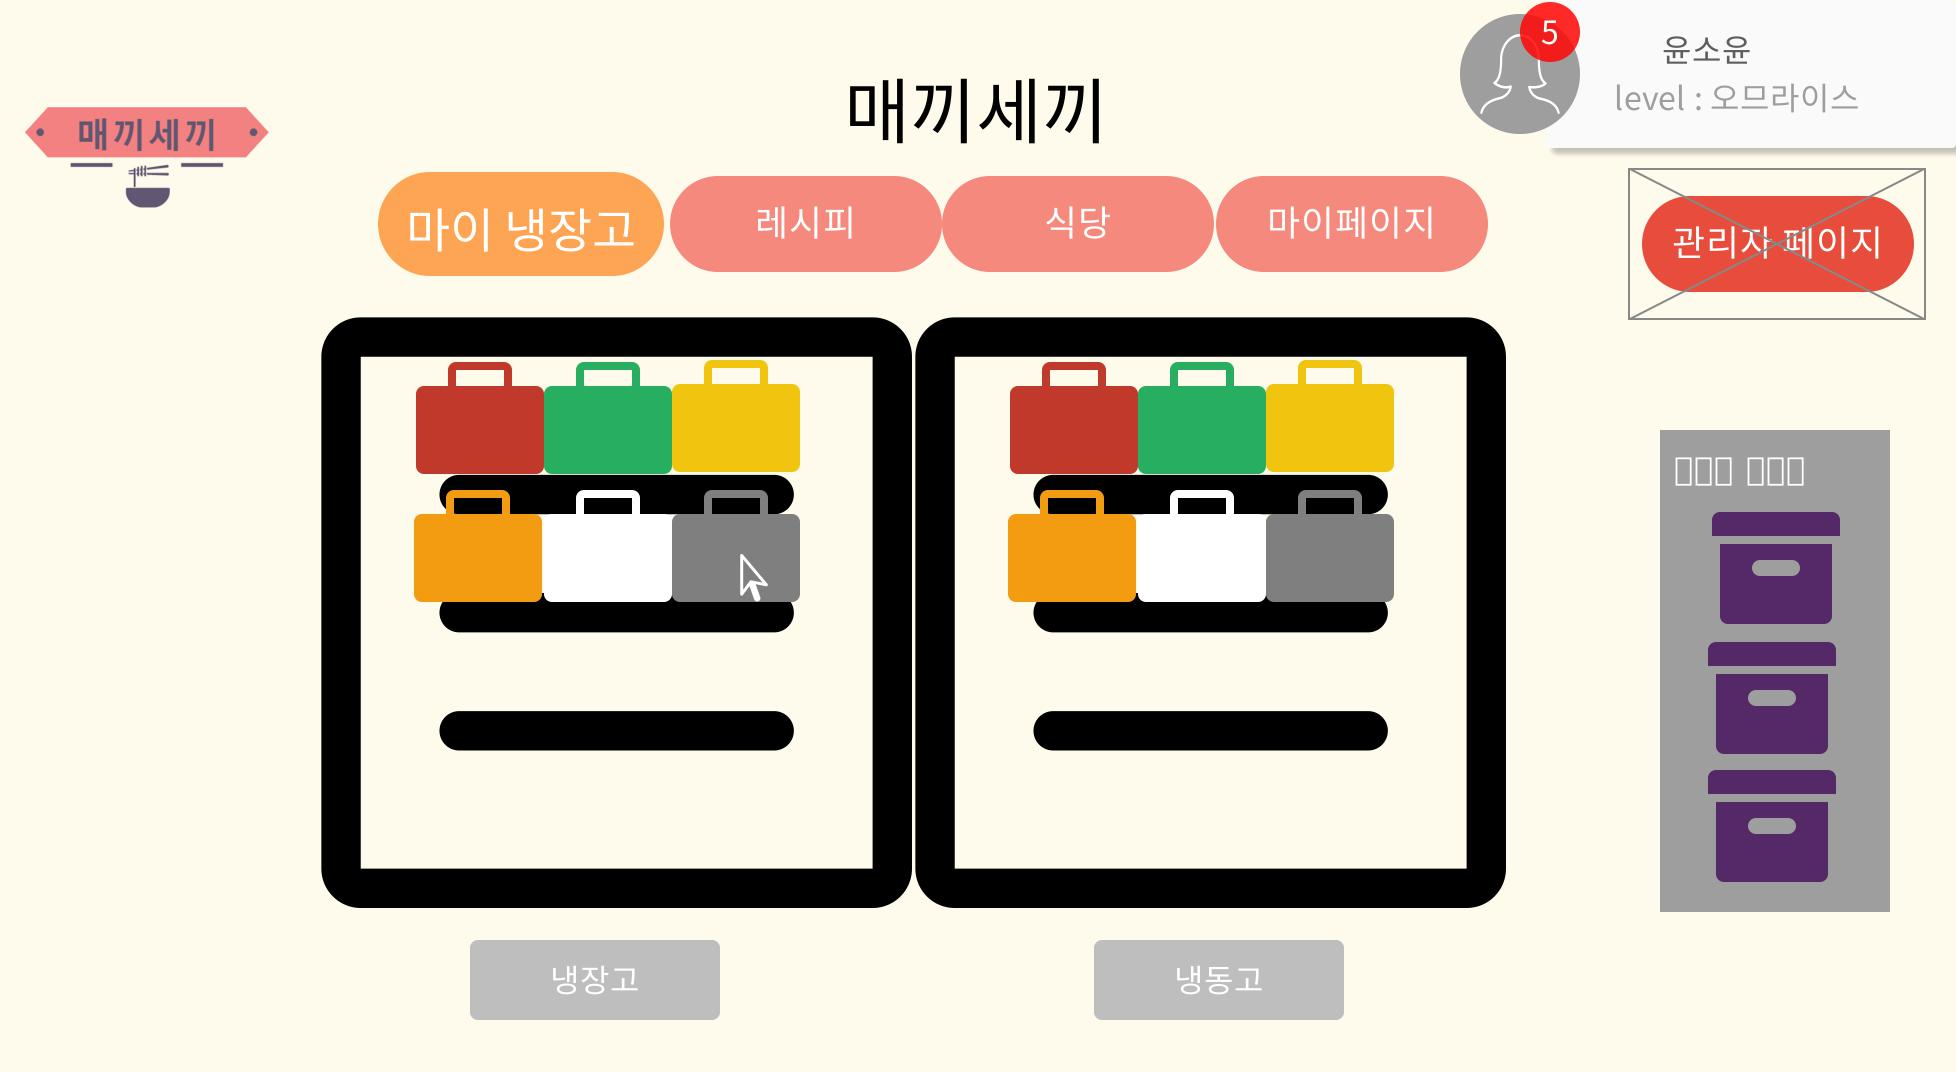 5
윤소윤
level : 오므라이스
매끼세끼
매끼세끼
마이 냉장고
레시피
식당
마이페이지
관리자 페이지
냉장고
냉동고